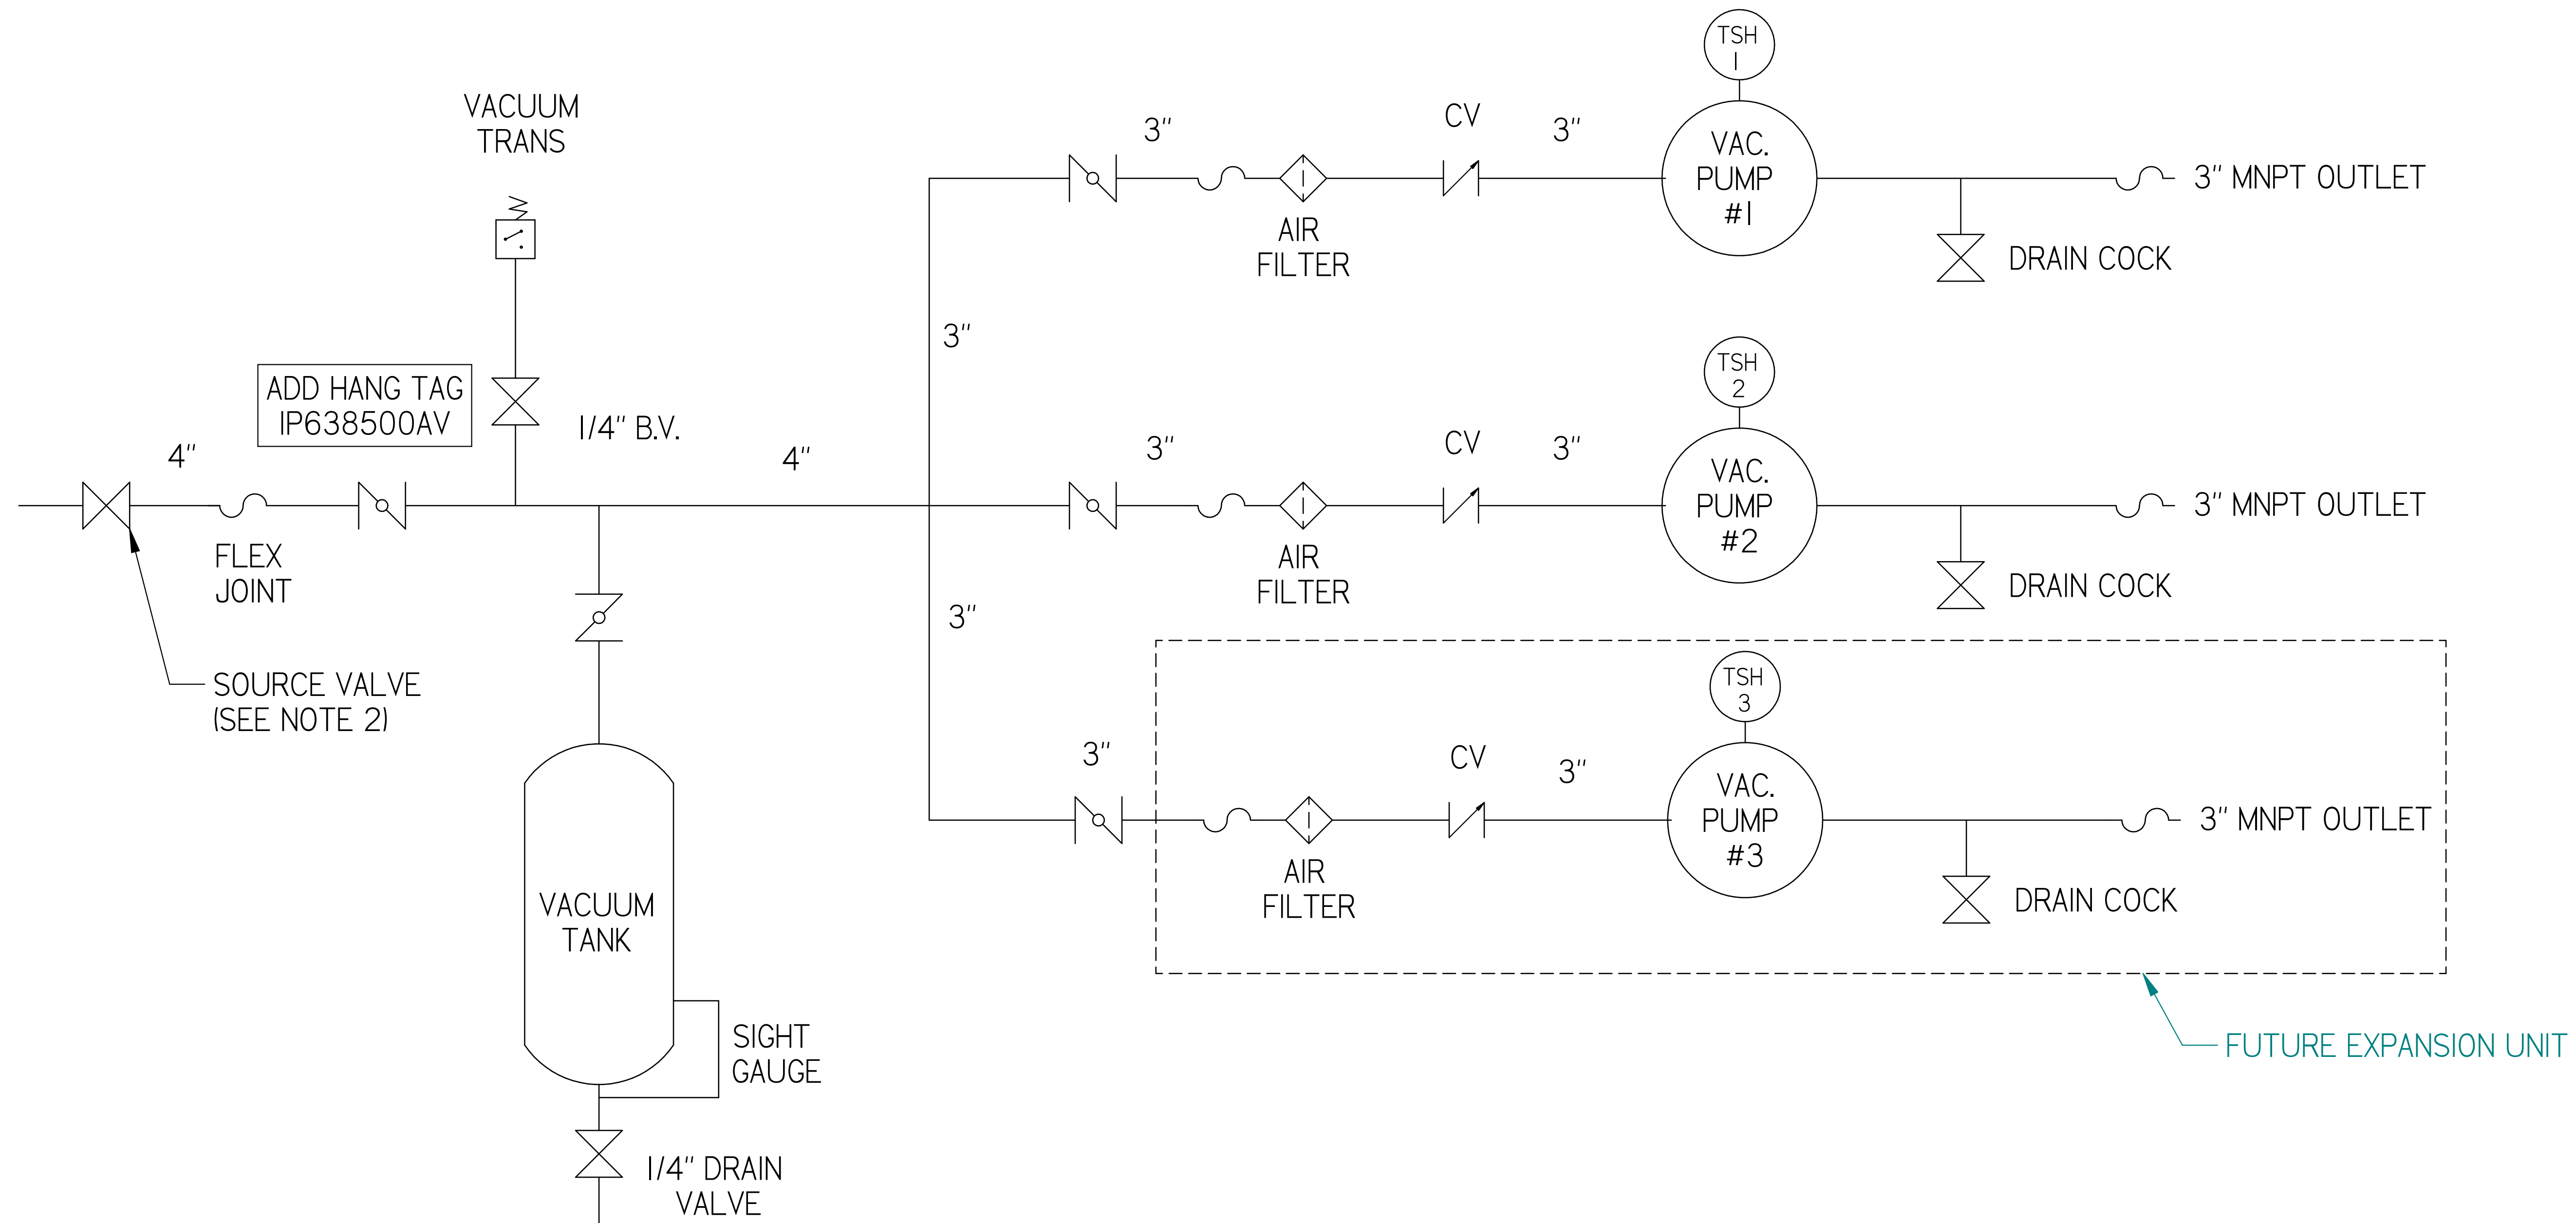 TSH
1
VACUUM
TRANS
3"
CV
3"
VAC.
PUMP
#1
3" MNPT OUTLET
AIR
FILTER
DRAIN COCK
3"
TSH
2
ADD HANG TAG
IP638500AV
1/4" B.V.
4"
4"
3"
CV
3"
VAC.
PUMP
#2
3" MNPT OUTLET
FLEX
JOINT
AIR
FILTER
DRAIN COCK
3"
SOURCE VALVE
(SEE NOTE 2)
TSH
3
3"
CV
3"
VAC.
PUMP
#3
3" MNPT OUTLET
AIR
FILTER
DRAIN COCK
VACUUM
TANK
SIGHT
GAUGE
FUTURE EXPANSION UNIT
1/4" DRAIN
VALVE